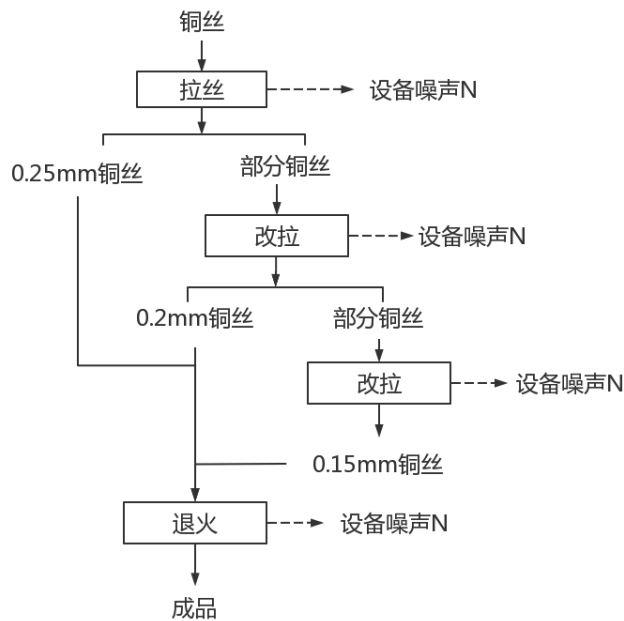 铜丝
拉丝
设备噪声N
0.25mm铜丝
部分铜丝
改拉
设备噪声N
0.2mm铜丝
部分铜丝
改拉
设备噪声N
0.15mm铜丝
退火
设备噪声N
成品